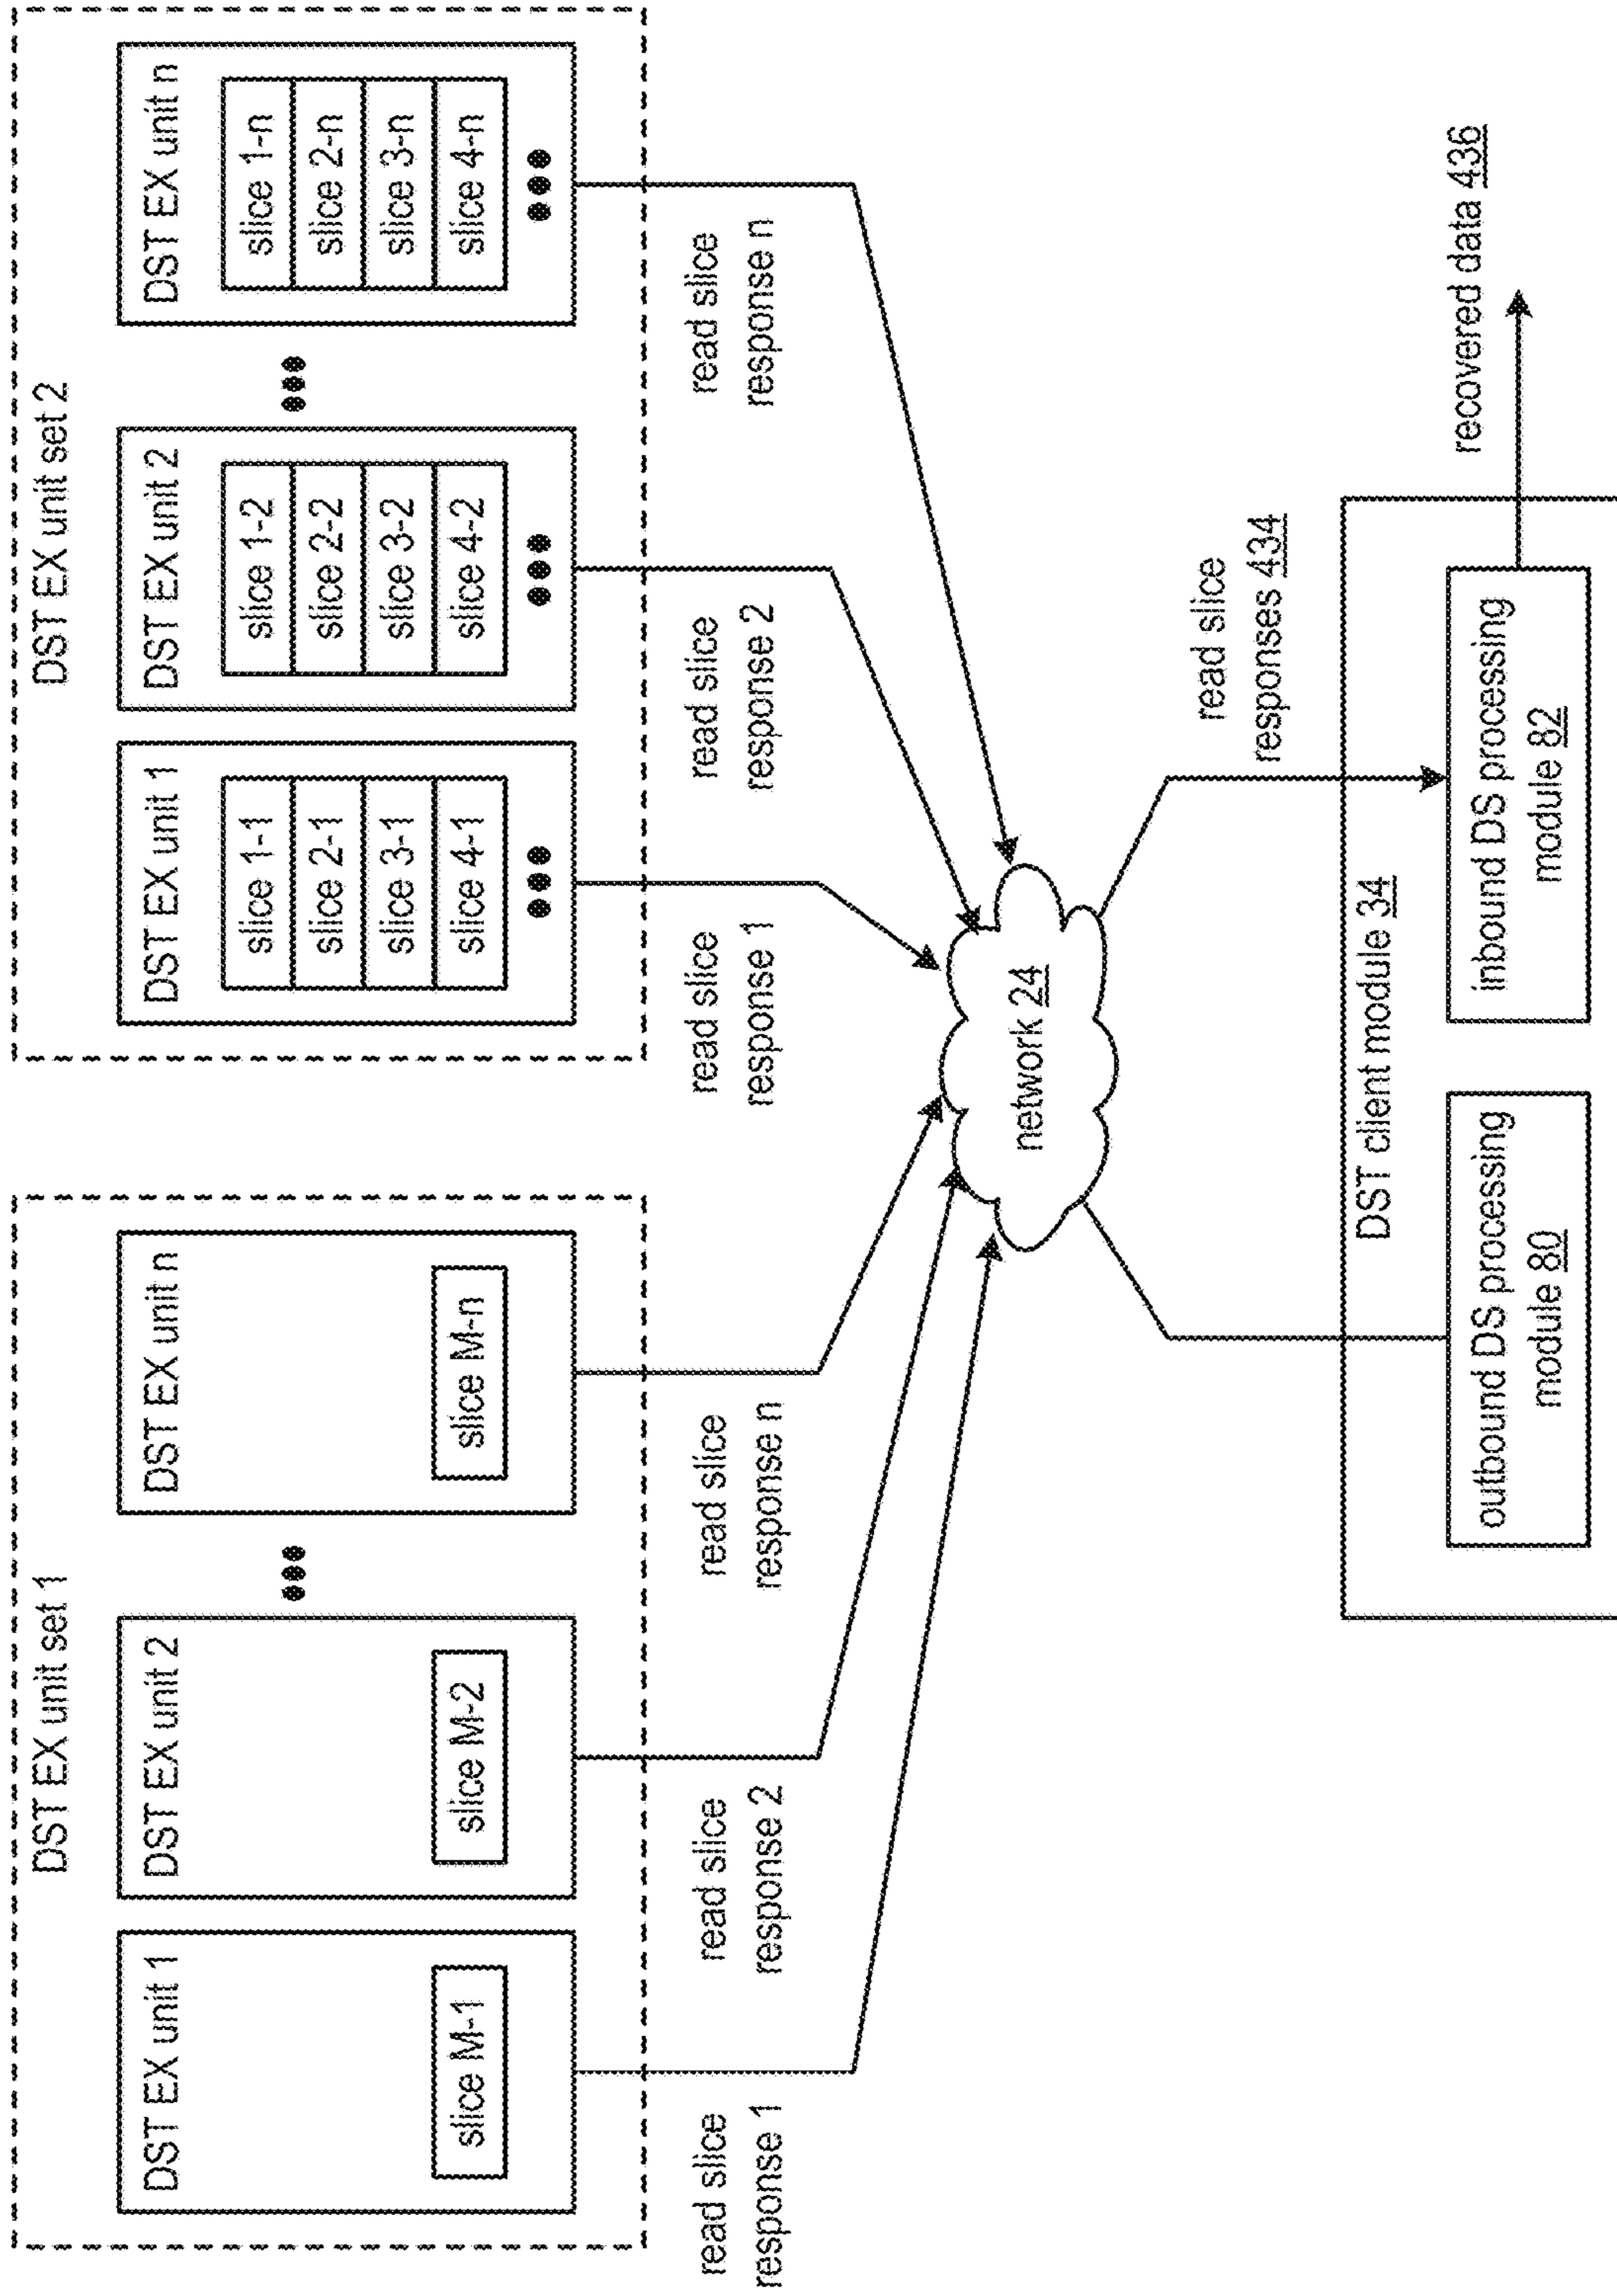 DST EX unit set 1
DST EX unit 1
slice M-1
DST EX unit 2
slice M-2
DST EX unit n
slice M-n
DST EX unit set 2
DST EX unit 1
slice 1-1
slice 2-1
slice 3-1
slice 4-1
DST EX unit 2
slice 1-2
slice 2-2
slice 3-2
slice 4-2
DST EX unit n
slice 1-n
slice 2-n
slice 3-n
slice 4-n
read slice
response 1
read slice
response 2
read slice
response n
read slice
response 1
read slice
response 2
read slice
response n
network 24
read slice
responses 434
DST client module 34
outbound DS processing
module 80
inbound DS processing
module 82
recovered data 436